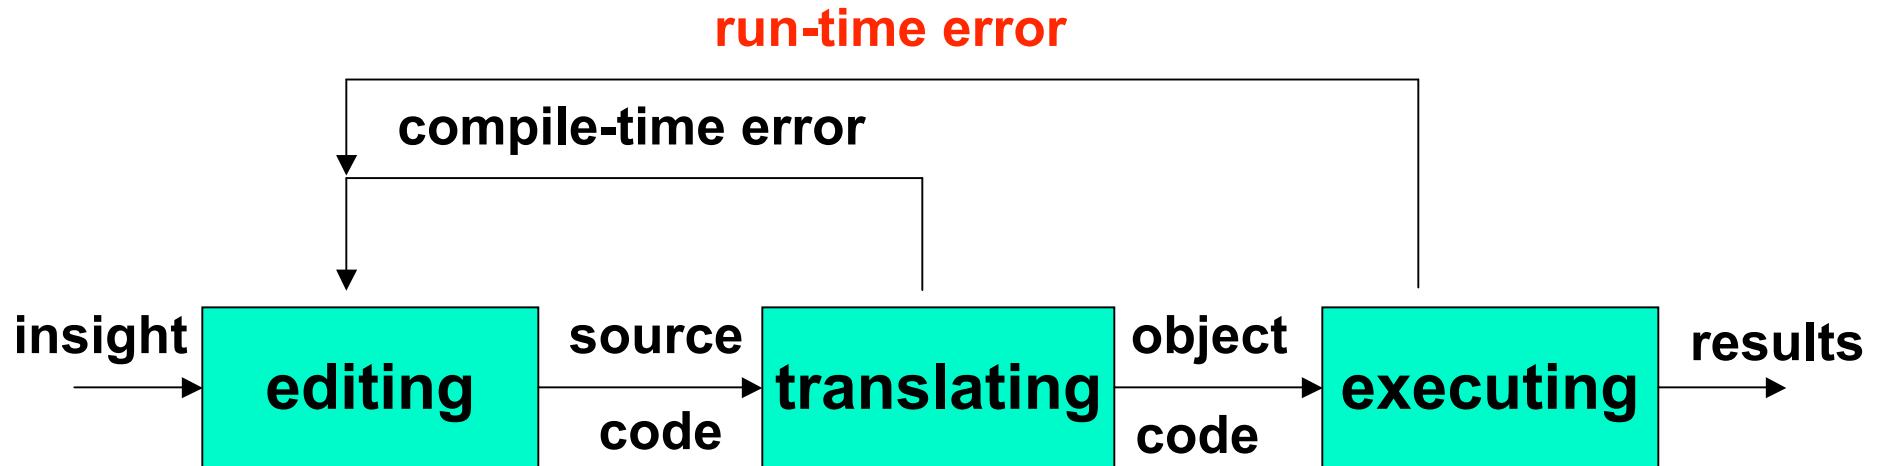 run-time error
compile-time error
insight
editing
source
code
translating
object
code
executing
results